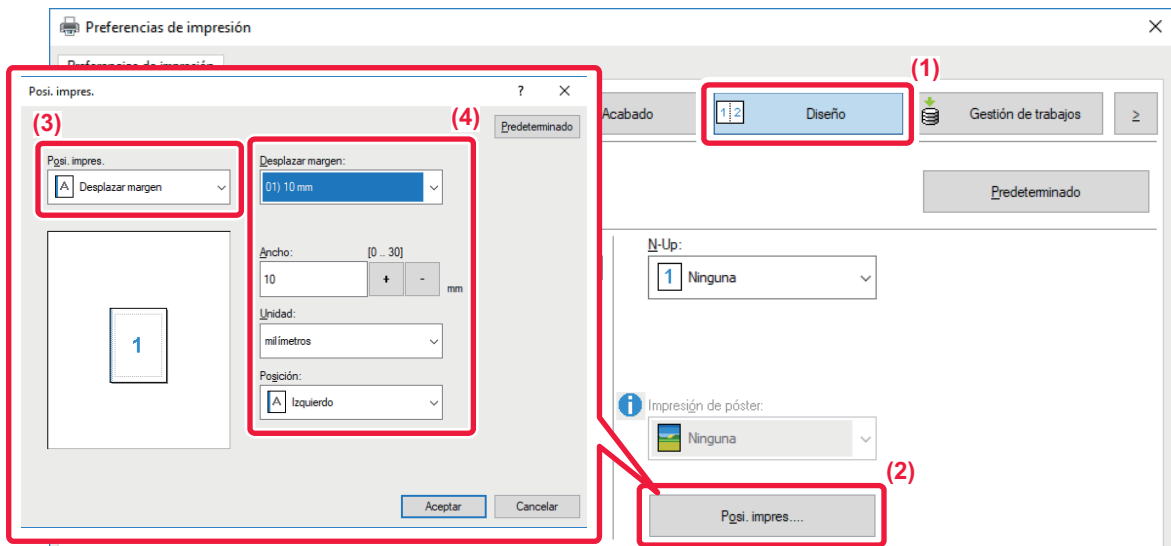 Preferencias de impresión
Preferencias de impresión
(1)
Acabado
1 2
Diseño
Gestión de trabajos
>
Predeterminado
N-Up:
1
Ninguna
Impresión de póster:
Ninguna
(2)
Posi. impres....
Posi. impres.
?
(3)
(4)
Predeterminado
Posi. impres.
A
Desplazar margen
Desplazar margen:
01) 10 mm
Ancho:
[0 .. 30]
10
+
-
mm
Unidad:
milímetros
Posición:
A
Izquierdo
1
Aceptar
Cancelar